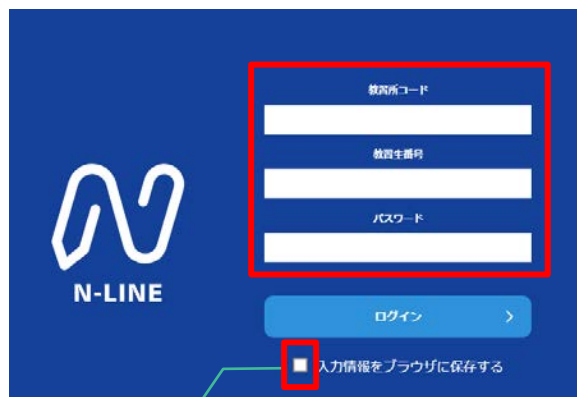 教習所コード
教習生番号
パスワード
N-LINE
ログイン
入力情報をブラウザに保存する